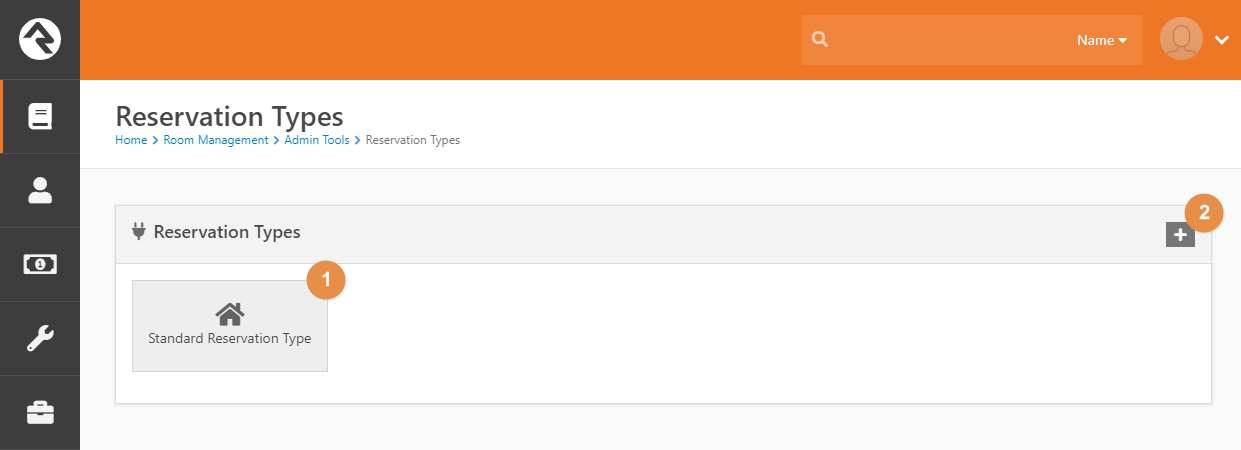 Name
Reservation Types
Home > Room Management > Admin Tools > Reservation Types
2
Reservation Types
1
Standard Reservation Type